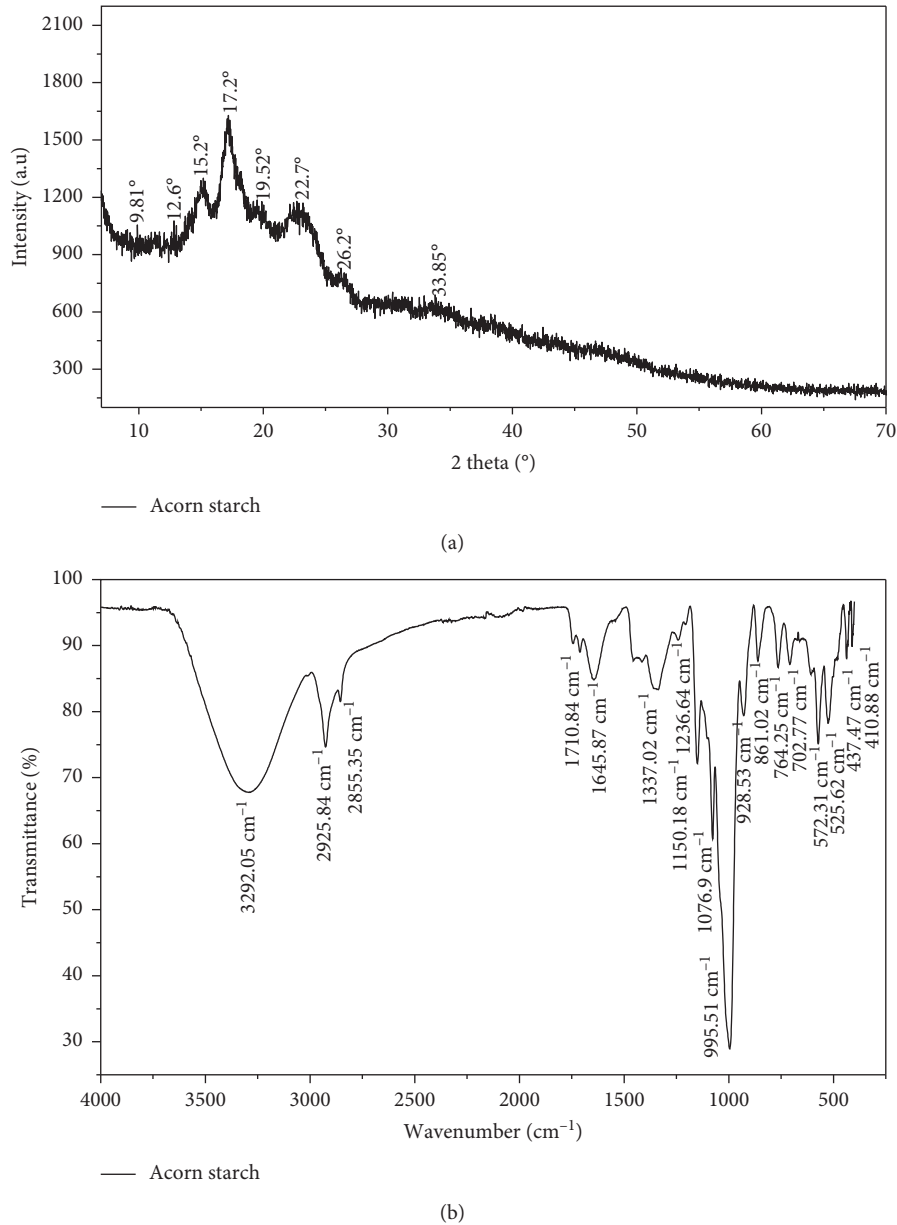 2100
1800
1500
1200
900
600
300
Intensity (a.u)
9.81°
12.6°
15.2°
17.2°
19.52°
22.7°
26.2°
33.85°
10
20
30
40
50
60
70
2 theta (°)
Acorn starch
(a)
100
90
80
70
60
50
40
30
Transmittance (%)
3292.05 cm⁻¹
2925.84 cm⁻¹
2855.35 cm⁻¹
1710.84 cm⁻¹
1645.87 cm⁻¹
1337.02 cm⁻¹
1236.64 cm⁻¹
1150.18 cm⁻¹
1076.9 cm⁻¹
995.51 cm⁻¹
928.53 cm⁻¹
861.02 cm⁻¹
764.25 cm⁻¹
702.77 cm⁻¹
572.31 cm⁻¹
525.62 cm⁻¹
437.47 cm⁻¹
410.88 cm⁻¹
4000
3500
3000
2500
2000
1500
1000
500
Wavenumber (cm⁻¹)
Acorn starch
(b)